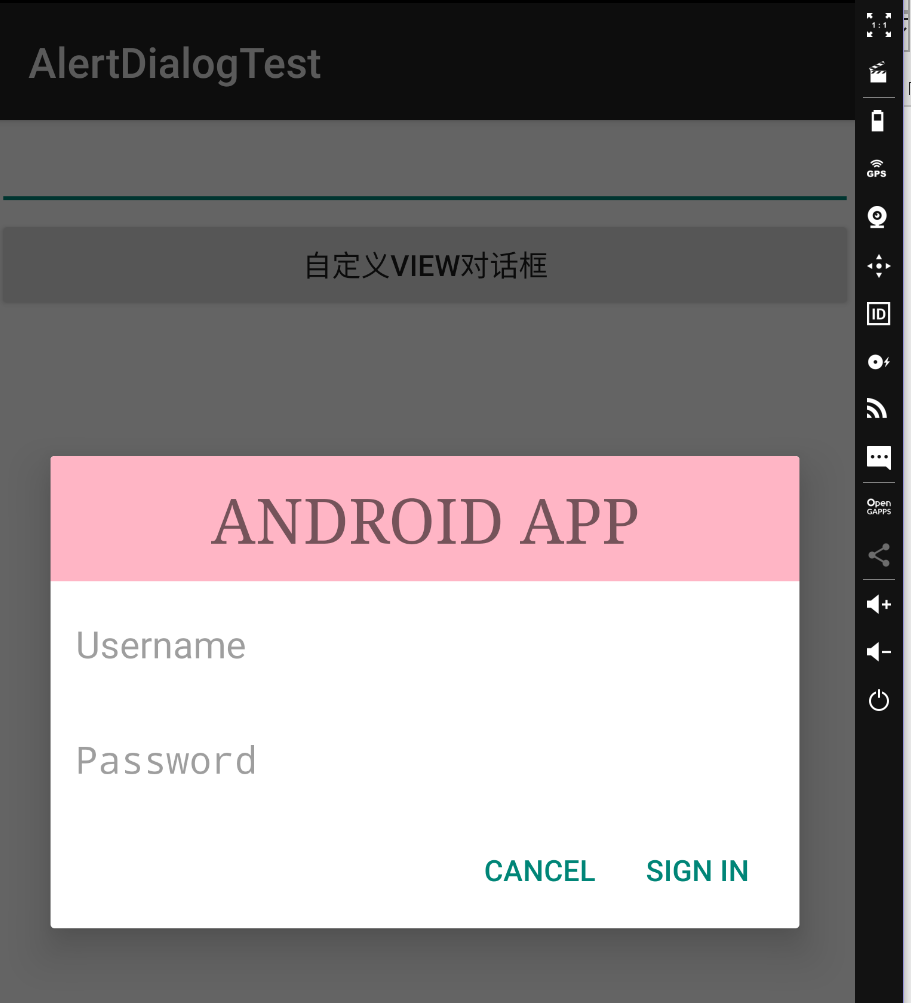 AlertDialogTest
自定义VIEW对话框
ANDROID APP
Username
Password
CANCEL
SIGN IN
1:1
GPS
ID
Open
GAPPS